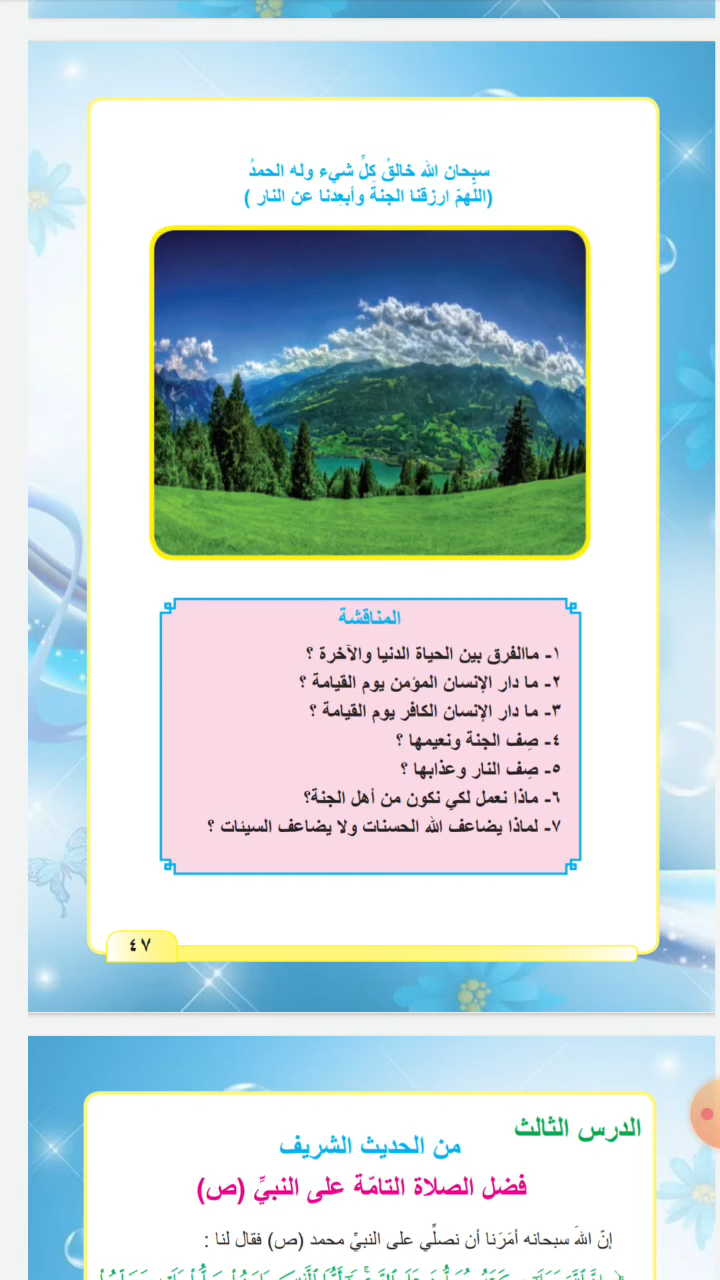 سبحان الله خالقُ كلِّ شيء وله الحمدُ
(اللّهمّ ارزقنا الجنة وأبعِدنا عن النار )
المناقشة
١- ماالفرق بين الحياة الدنيا والآخرة ؟
٢- ما دار الإنسان المؤمن يوم القيامة ؟
٣- ما دار الإنسان الكافر يوم القيامة ؟
٤- صِف الجنة ونعيمها ؟
٥- صِف النار وعذابها ؟
٦- ماذا نعمل لكي نكون من أهل الجنة؟
٧- لماذا يضاعف الله الحسنات ولا يضاعف السيئات ؟
٤٧
الدرس الثالث
من الحديث الشريف
فضل الصلاة التامّة على النبيِّ (ص)
إنّ اللهَ سبحانه أمَرَنا أن نصلِّي على النبيِّ محمد (ص) فقال لنا :